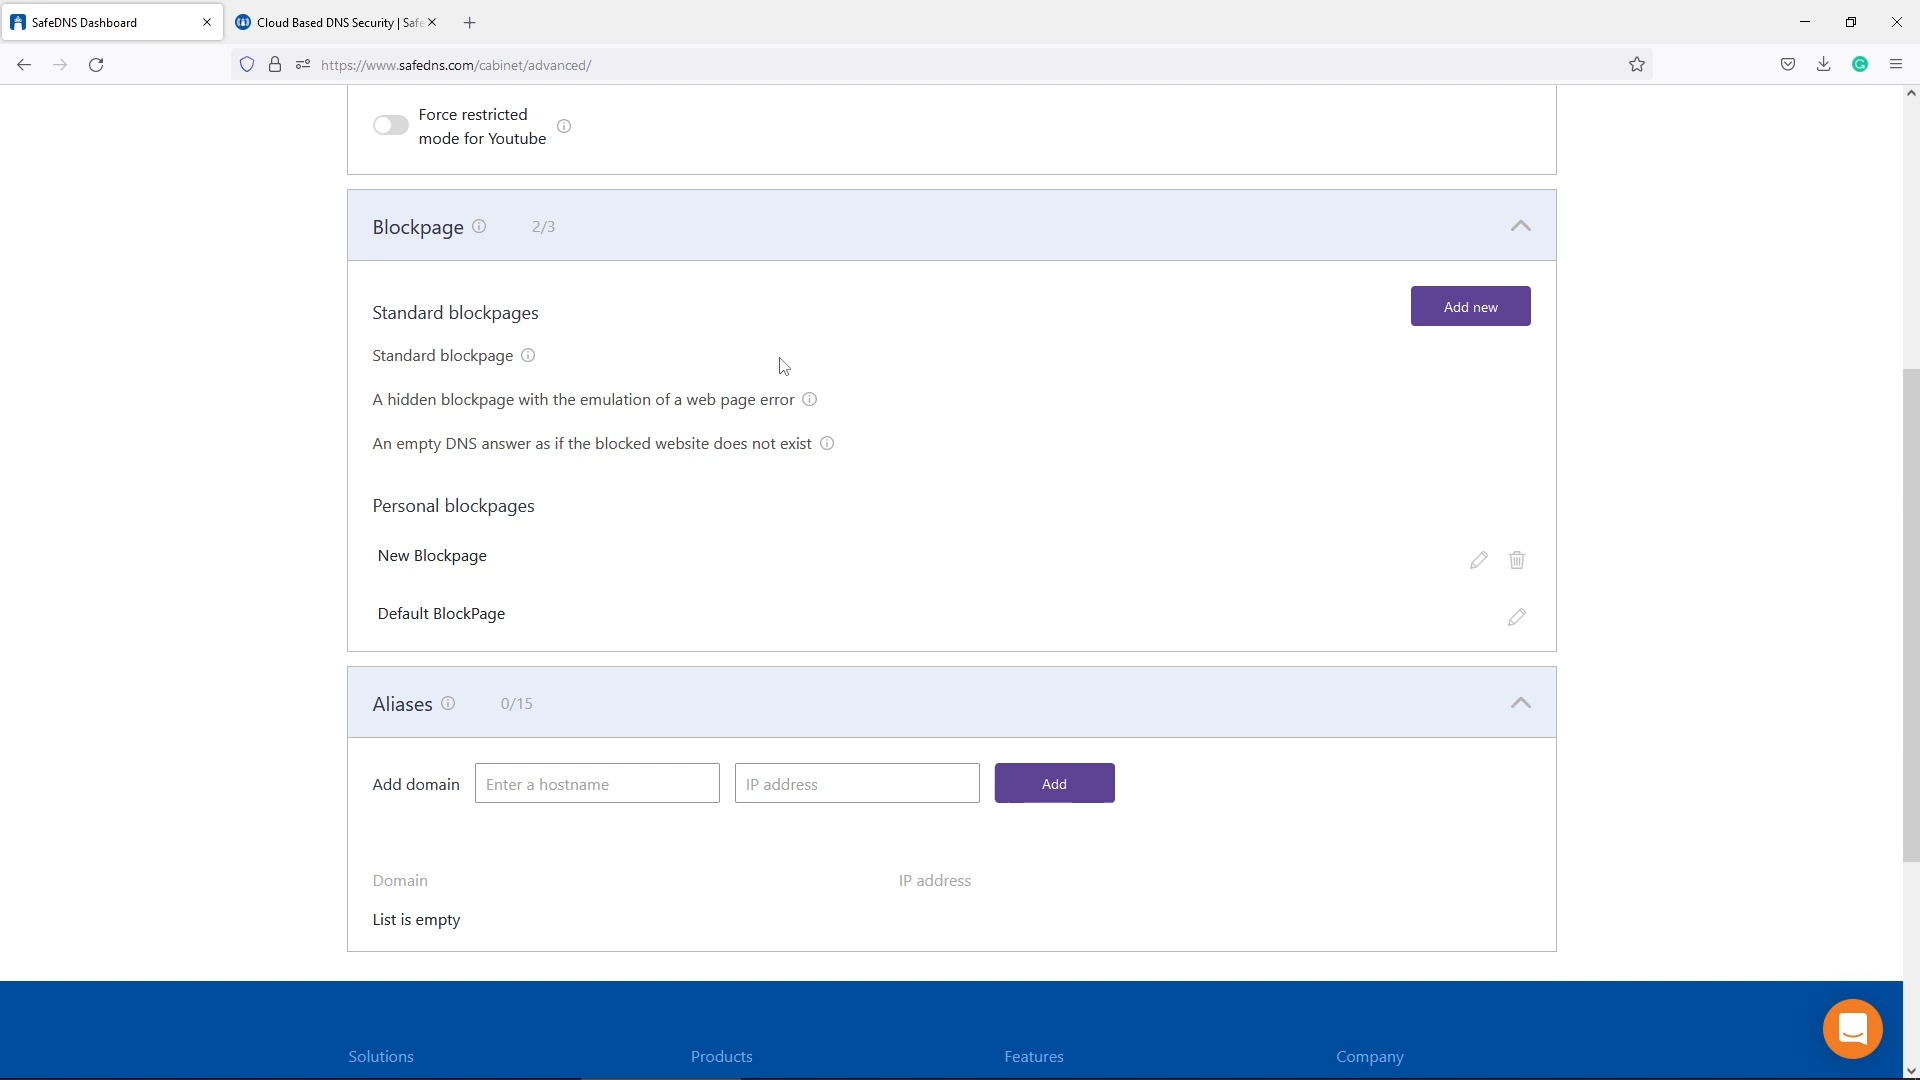 SafeDNS Dashboard
Cloud Based DNS Security | Safe
https://www.safedns.com/cabinet/advanced/
Force restricted
mode for Youtube
Blockpage 2/3
Standard blockpages
Add new
Standard blockpage
A hidden blockpage with the emulation of a web page error
An empty DNS answer as if the blocked website does not exist
Personal blockpages
New Blockpage
Default BlockPage
Aliases 0/15
Add domain Enter a hostname IP address Add
Domain IP address
List is empty
Solutions Products Features Company